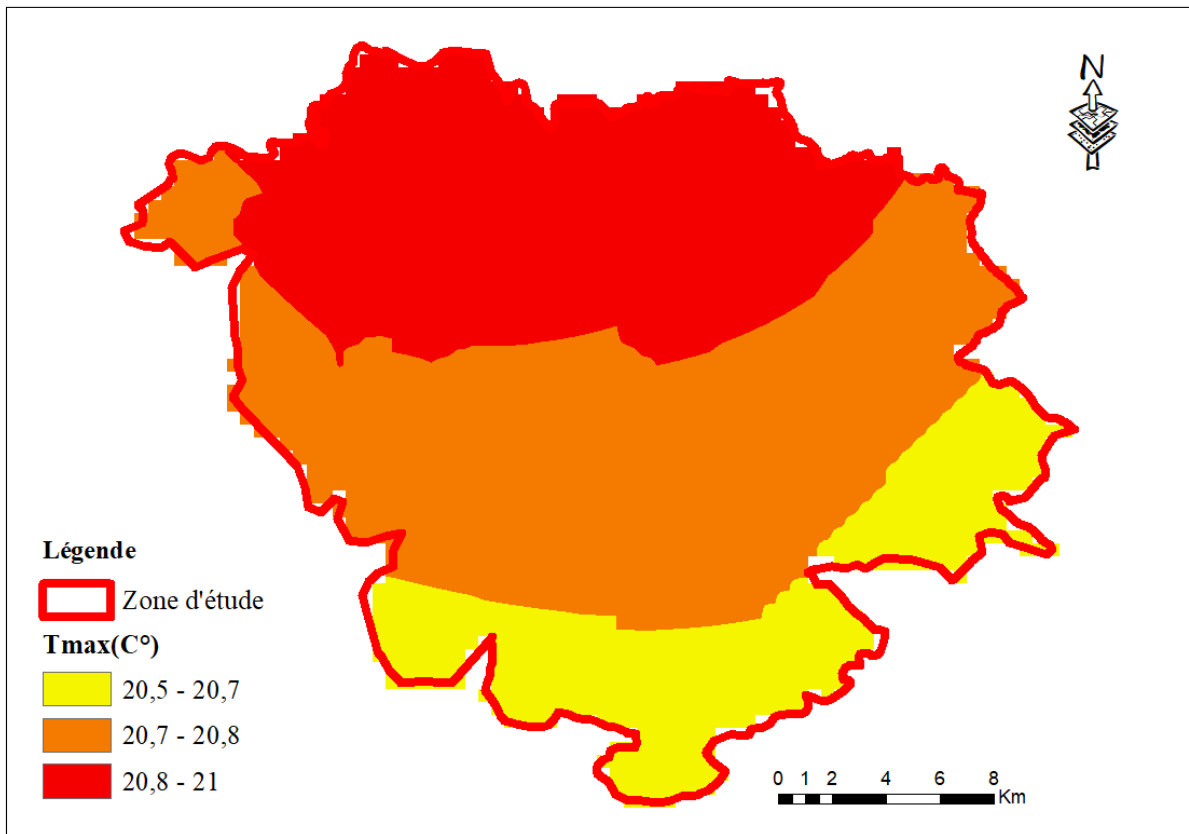 N
Légende
Zone d'étude
Tmax(C°)
20,5 - 20,7
20,7 - 20,8
20,8 - 21
0 1 2 4 6 8
Km